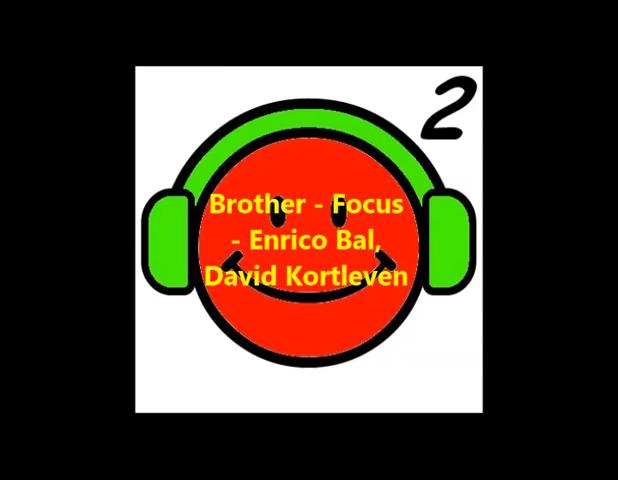 2
Brother - Focus
- Enrico Bal,
David Kortleven